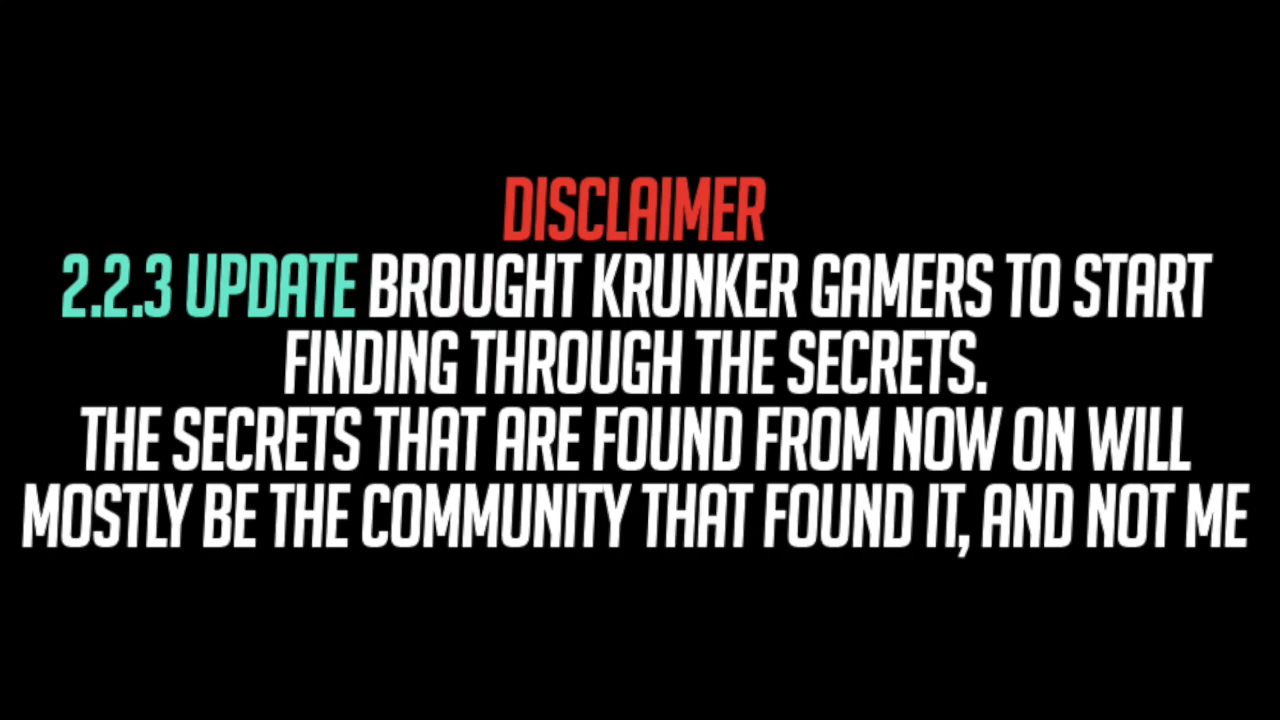 DISCLAIMER
2.2.3 UPDATE BROUGHT KRUNKER GAMERS TO START
FINDING THROUGH THE SECRETS.
THE SECRETS THAT ARE FOUND FROM NOW ON WILL
MOSTLY BE THE COMMUNITY THAT FOUND IT, AND NOT ME